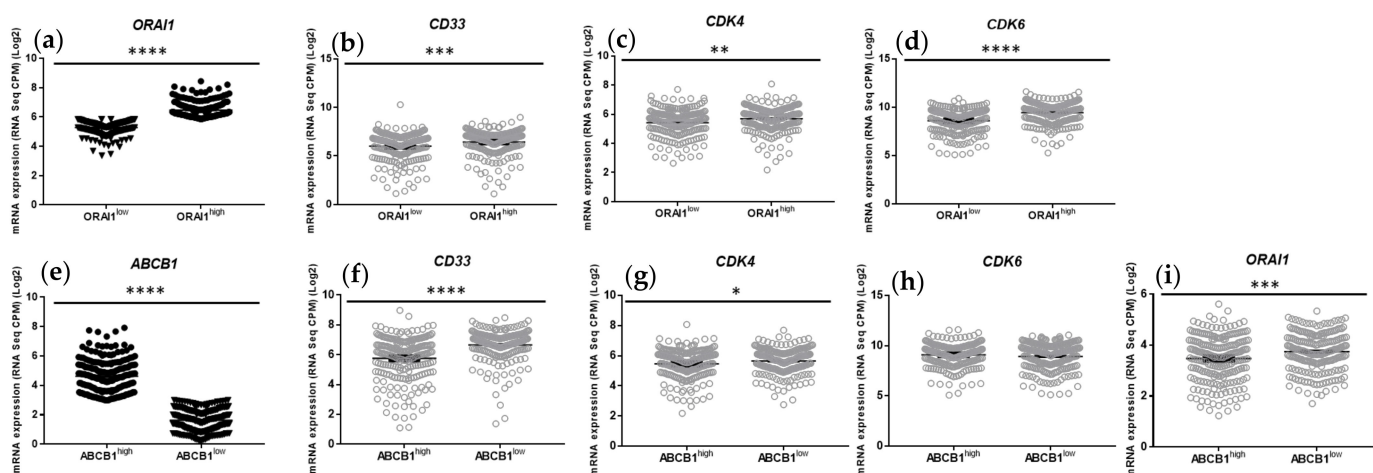 (a)
ORAI1
****
mRNA expression (RNA Seq CPM) (Log2)
10
8
6
4
2
0
ORAI1low
ORAI1high
(b)
CD33
***
mRNA expression (RNA Seq CPM) (Log2)
15
10
5
0
ORAI1low
ORAI1high
(c)
CDK4
**
mRNA expression (RNA Seq CPM) (Log2)
10
8
6
4
2
0
ORAI1low
ORAI1high
(d)
CDK6
****
mRNA expression (RNA Seq CPM) (Log2)
15
10
5
0
ORAI1low
ORAI1high
(e)
ABCB1
****
mRNA expression (RNA Seq CPM) (Log2)
10
8
6
4
2
0
ABCB1high
ABCB1low
(f)
CD33
****
mRNA expression (RNA Seq CPM) (Log2)
10
8
6
4
2
0
ABCB1high
ABCB1low
(g)
CDK4
*
mRNA expression (RNA Seq CPM) (Log2)
10
8
6
4
2
0
ABCB1high
ABCB1low
(h)
CDK6
mRNA expression (RNA Seq CPM) (Log2)
15
10
5
0
ABCB1high
ABCB1low
(i)
ORAI1
***
mRNA expression (RNA Seq CPM) (Log2)
6
4
2
0
ABCB1high
ABCB1low